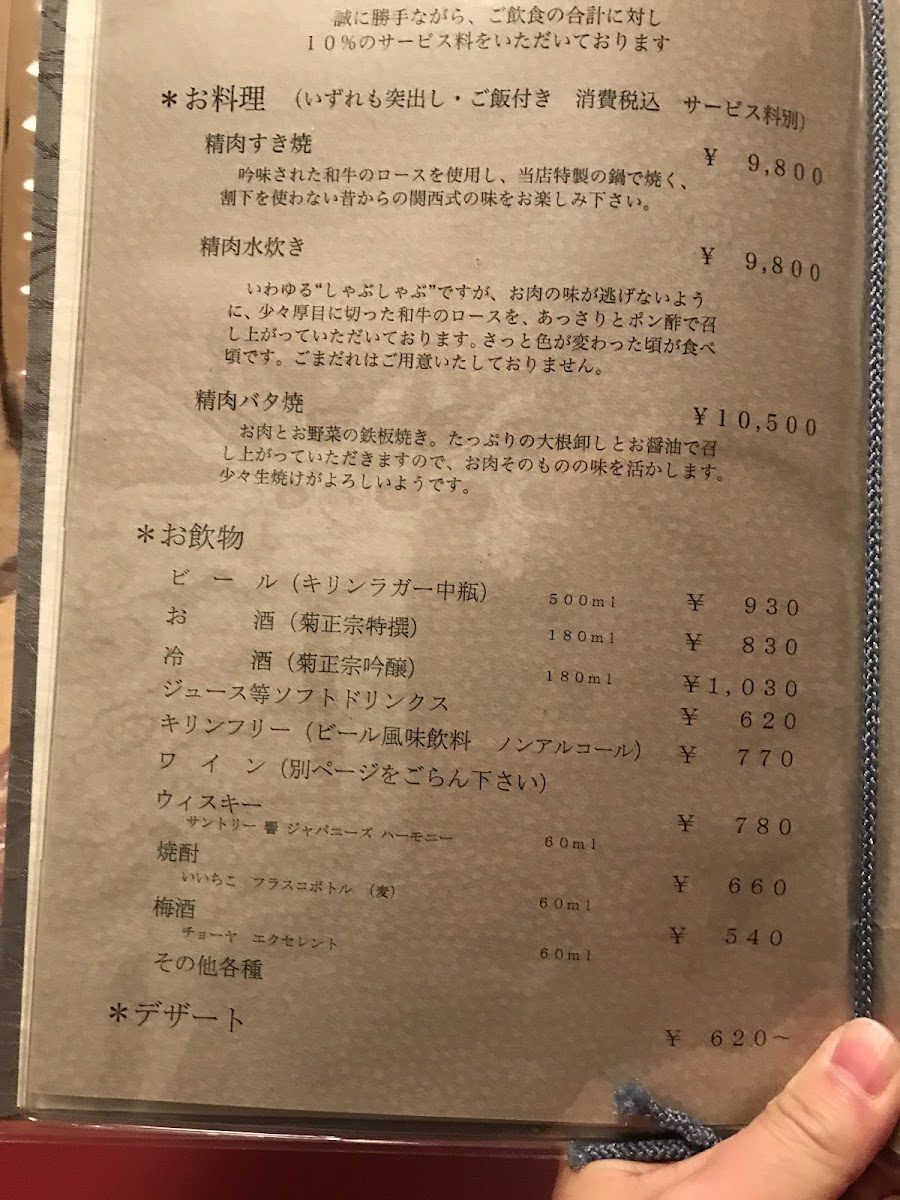 誠に勝手ながら、ご飲食の合計に対し
１０％のサービス料をいただいております
＊お料理 （いずれも突出し・ご飯付き 消費税込 サービス料別）
精肉すき焼 ￥ 9,800
吟味された和牛のロースを使用し、当店特製の鍋で焼く、
割下を使わない昔からの関西式の味をお楽しみ下さい。
精肉水炊き ￥ 9,800
いわゆる“しゃぶしゃぶ”ですが、お肉の味が逃げないよう
に、少々厚目に切った和牛のロースを、あっさりとポン酢で召
し上がっていただいております。さっと色が変わった頃が食べ
頃です。ごまだれはご用意いたしておりません。
精肉バタ焼 ￥10,500
お肉とお野菜の鉄板焼き。たっぷりの大根卸しとお醤油で召
し上がっていただきますので、お肉そのものの味を活かします。
少々生焼けがよろしいようです。
＊お飲物
ビール（キリンラガー中瓶） 500ml ￥ 930
お酒（菊正宗特撰） 180ml ￥ 830
冷酒（菊正宗吟醸） 180ml ￥1,030
ジュース等ソフトドリンクス ￥ 620
キリンフリー（ビール風味飲料 ノンアルコール） ￥ 770
ワイン（別ページをごらん下さい）
ウィスキー
サントリー 響 ジャパニーズ ハーモニー 60ml ￥ 780
焼酎
いいちこ フラスコボトル （麦） 60ml ￥ 660
梅酒
チョーヤ エクセレント 60ml ￥ 540
その他各種
＊デザート ￥ 620～